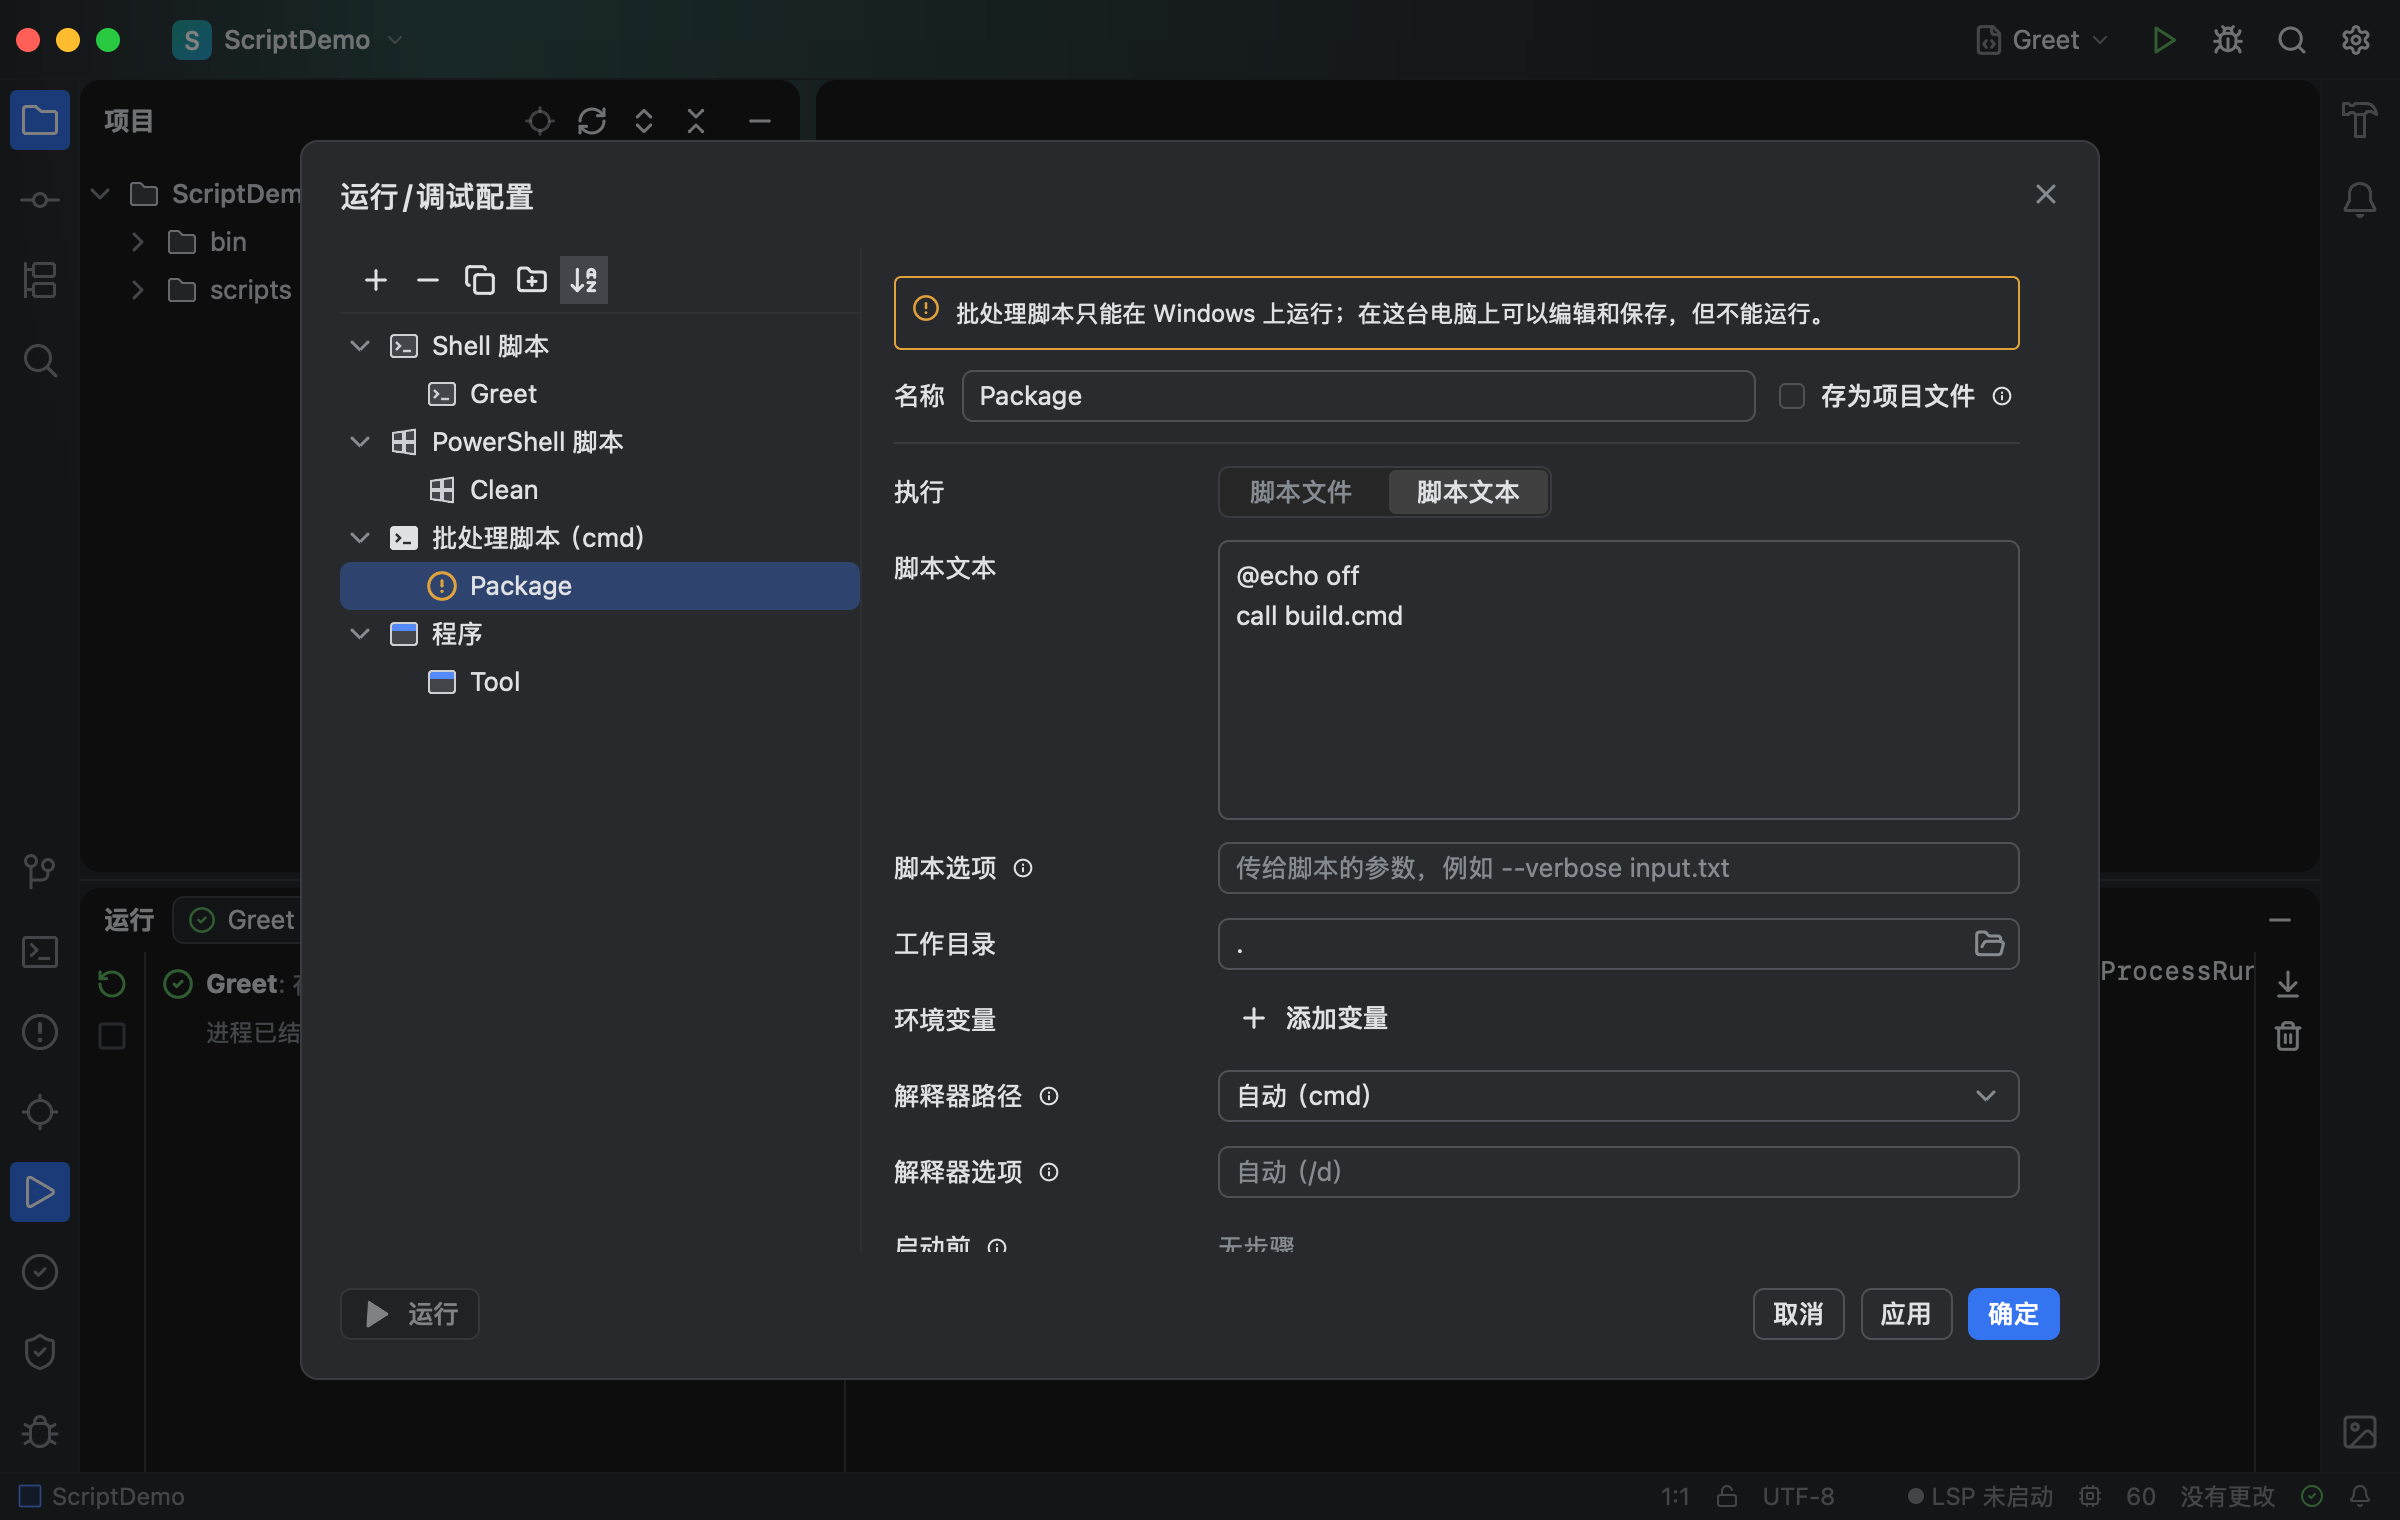 S ScriptDemo
Greet
项目
ScriptDem
bin
scripts
运行/调试配置
Shell 脚本
Greet
PowerShell 脚本
Clean
批处理脚本（cmd）
Package
程序
Tool
批处理脚本只能在 Windows 上运行；在这台电脑上可以编辑和保存，但不能运行。
名称 Package 存为项目文件
执行 脚本文件 脚本文本
脚本文本
@echo off
call build.cmd
脚本选项 传给脚本的参数，例如 --verbose input.txt
工作目录 .
环境变量 添加变量
解释器路径 自动（cmd）
解释器选项 自动（/d）
启动前 无步骤
运行 取消 应用 确定
运行 Greet
Greet:
进程已结
ProcessRur
ScriptDemo
1:1 UTF-8 LSP 未启动 60 没有更改